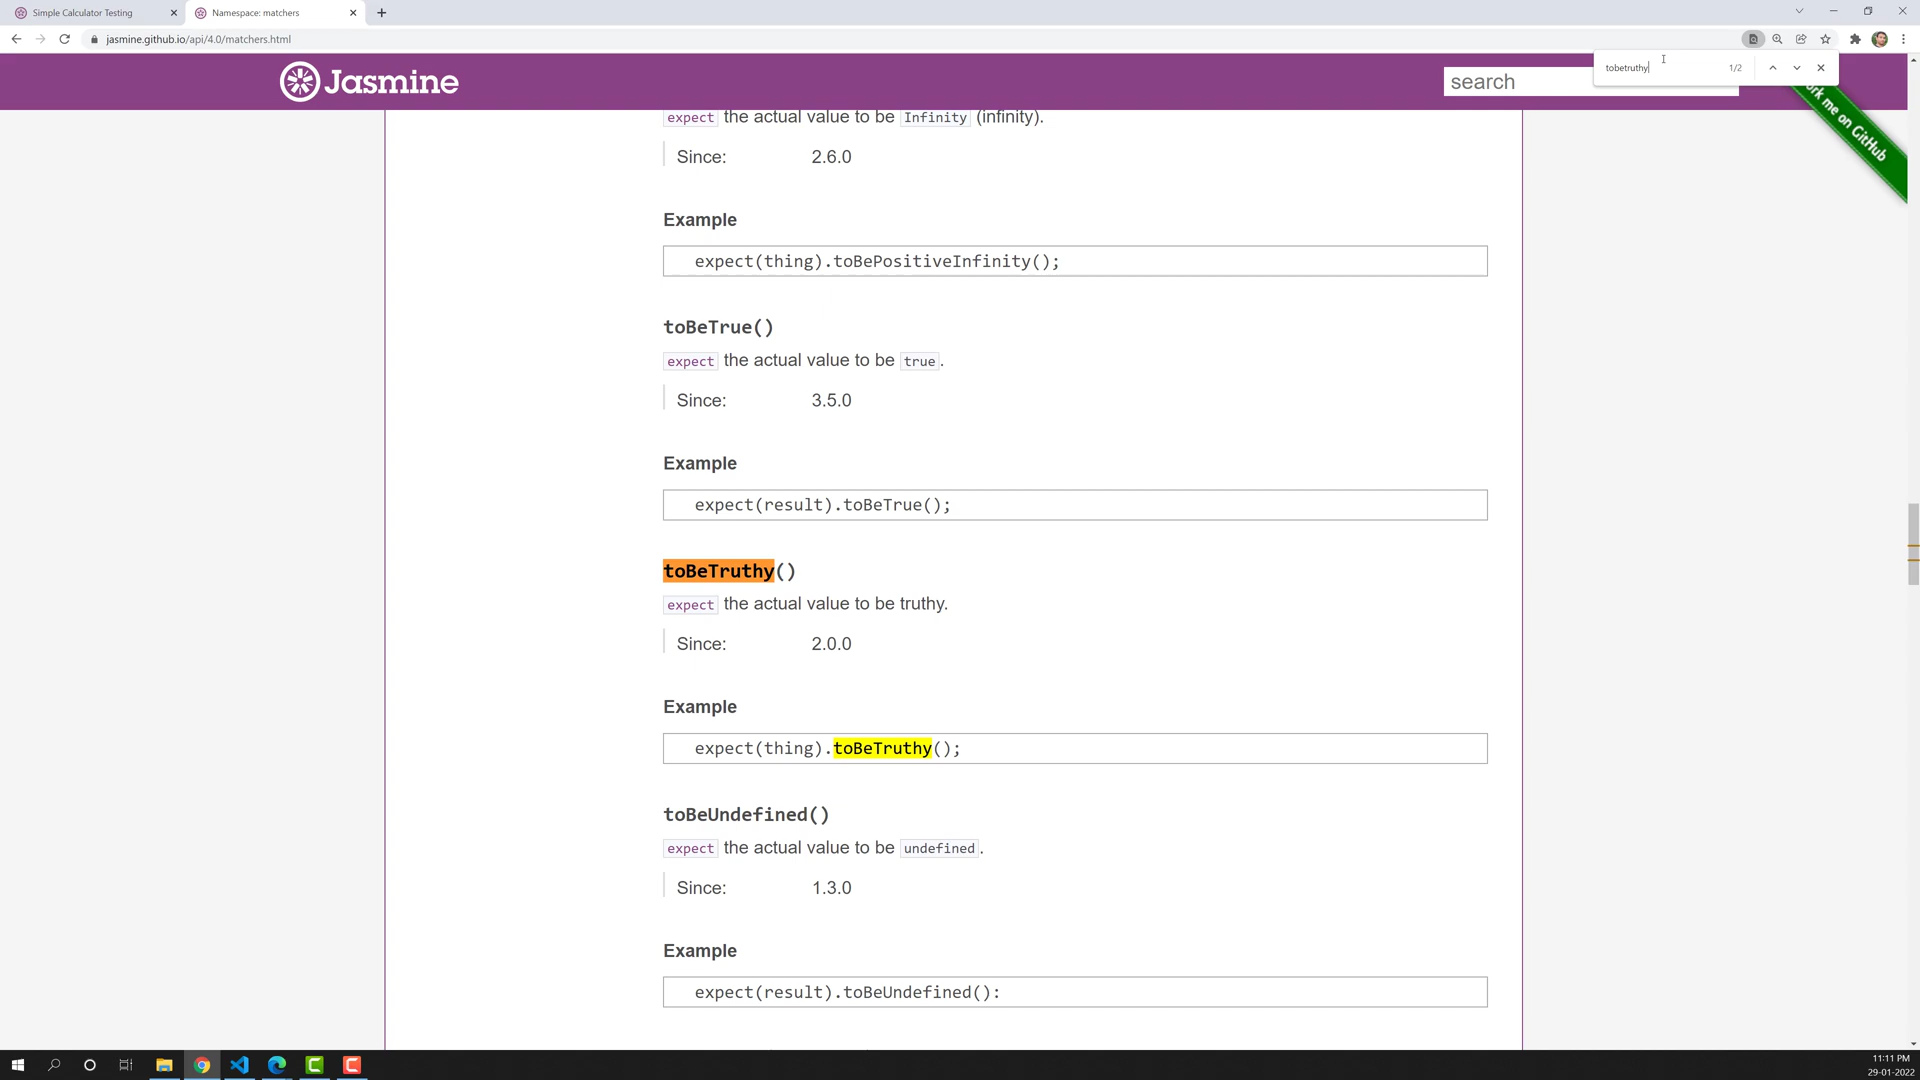 Simple Calculator Testing
Namespace: matchers
jasmine.github.io/api/4.0/matchers.html
tobetruthy
1/2
Jasmine
search
ork me on GitHub
expect the actual value to be Infinity (infinity).
Since: 2.6.0
Example
expect(thing).toBePositiveInfinity();
toBeTrue()
expect the actual value to be true.
Since: 3.5.0
Example
expect(result).toBeTrue();
toBeTruthy()
expect the actual value to be truthy.
Since: 2.0.0
Example
expect(thing).toBeTruthy();
toBeUndefined()
expect the actual value to be undefined.
Since: 1.3.0
Example
expect(result).toBeUndefined():
11:11 PM
29-01-2022